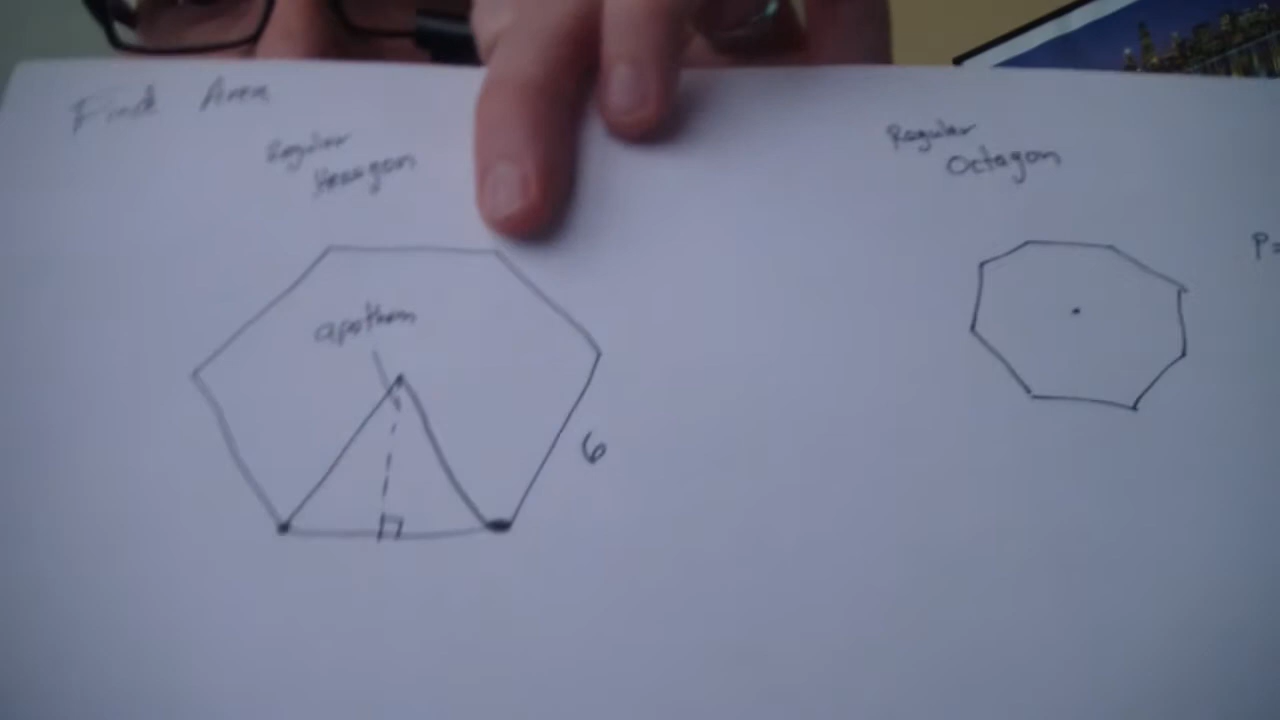 Find Area
Regular
Hexagon
apothem
6
Regular
Octagon
P=